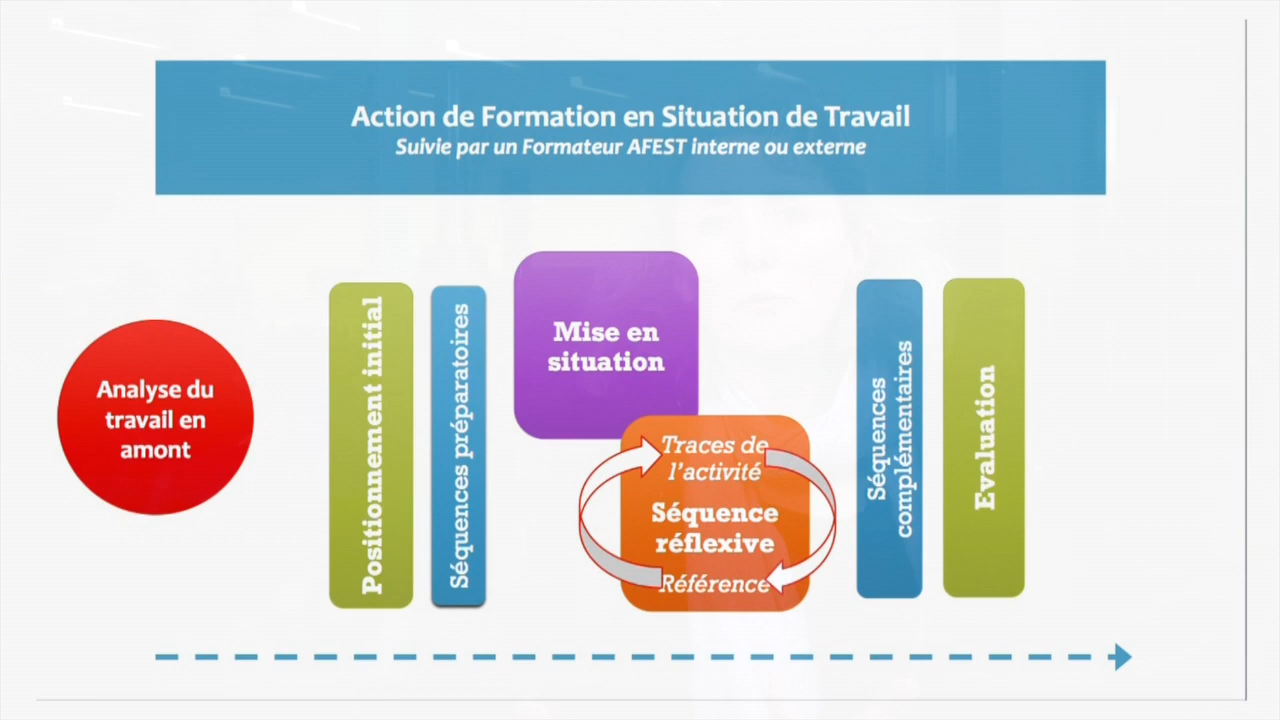 Action de Formation en Situation de Travail
Suivie par un Formateur AFEST interne ou externe
Analyse du
travail en
amont
Positionnement initial
Séquences préparatoires
Mise en
situation
Traces de
l'activité
Séquence
réflexive
Référence
Séquences
complémentaires
Evaluation